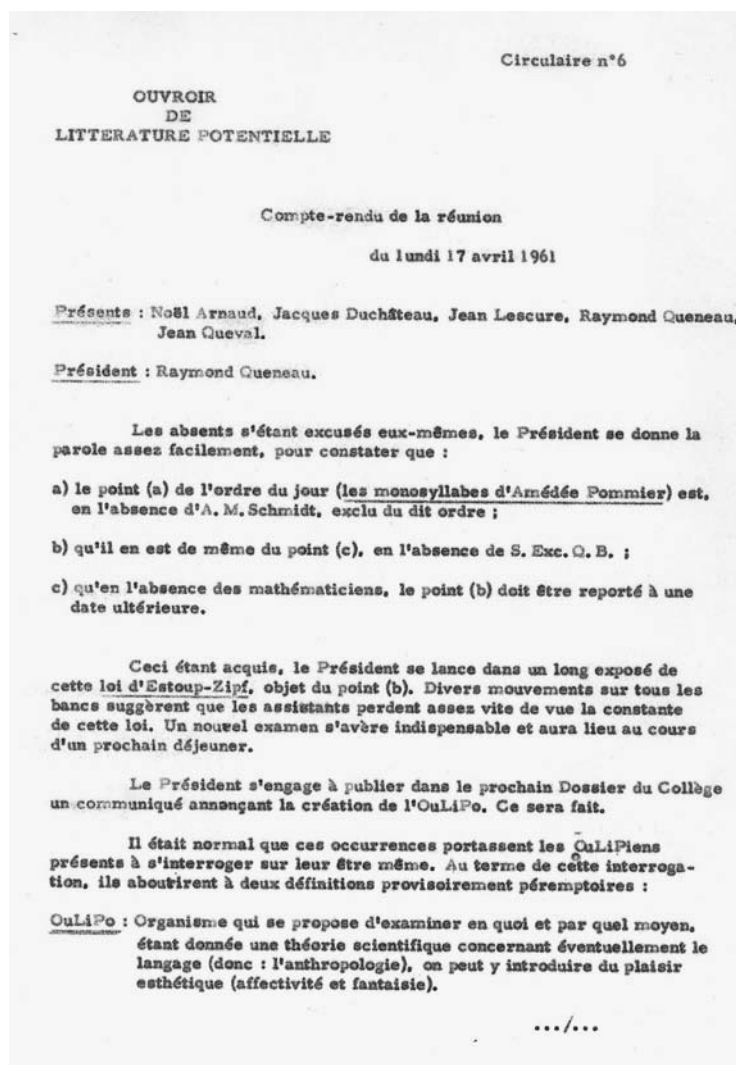 Circulaire n°6
OUVROIR
DE
LITTERATURE POTENTIELLE
Compte-rendu de la réunion
du lundi 17 avril 1961
Présents : Noël Arnaud, Jacques Duchâteau, Jean Lescure, Raymond Queneau,
Jean Queval.
Président : Raymond Queneau.
Les absents s'étant excusés eux-mêmes, le Président se donne la
parole assez facilement, pour constater que :
a) le point (a) de l'ordre du jour (les monosyllabes d'Amédée Pommier) est,
en l'absence d'A. M. Schmidt, exclu du dit ordre ;
b) qu'il en est de même du point (c), en l'absence de S. Exc. Q. B. ;
c) qu'en l'absence des mathématiciens, le point (b) doit être reporté à une
date ultérieure.
Ceci étant acquis, le Président se lance dans un long exposé de
cette loi d'Estoup-Zipf, objet du point (b). Divers mouvements sur tous les
bancs suggèrent que les assistants perdent assez vite de vue la constante
de cette loi. Un nouvel examen s'avère indispensable et aura lieu au cours
d'un prochain déjeuner.
Le Président s'engage à publier dans le prochain Dossier du Collège
un communiqué annonçant la création de l'OuLiPo. Ce sera fait.
Il était normal que ces occurrences portassent les OuLiPiens
présents à s'interroger sur leur être même. Au terme de cette interroga-
tion, ils aboutirent à deux définitions provisoirement péremptoires :
OuLiPo : Organisme qui se propose d'examiner en quoi et par quel moyen,
étant donnée une théorie scientifique concernant éventuellement le
langage (donc : l'anthropologie), on peut y introduire du plaisir
esthétique (affectivité et fantaisie).
.../...